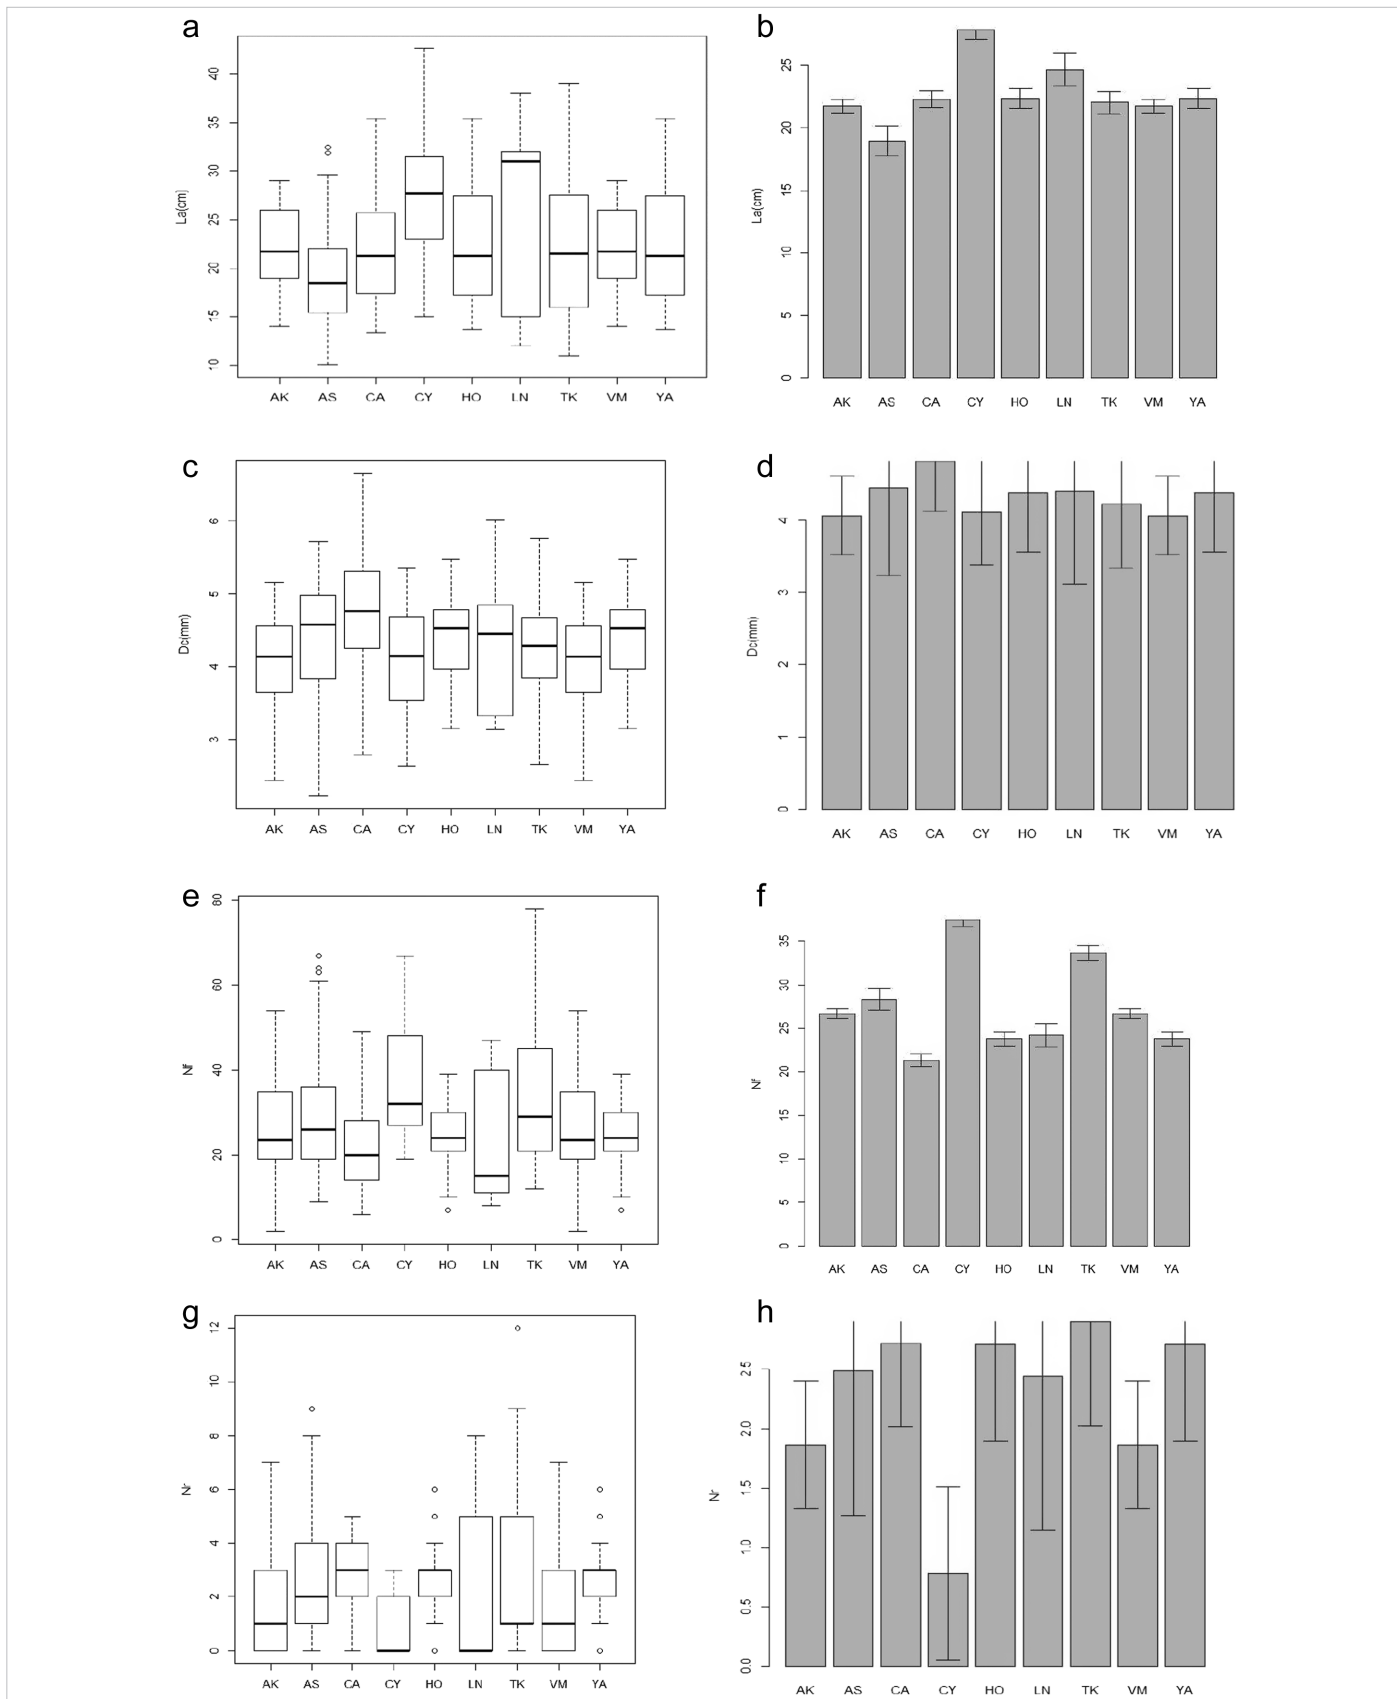 a
La(cm)
10 15 20 25 30 35 40
AK AS CA CY HO LN TK VM YA
b
La(cm)
0 5 10 15 20 25
AK AS CA CY HO LN TK VM YA
c
Dc(mm)
3 4 5 6
AK AS CA CY HO LN TK VM YA
d
Dc(mm)
0 1 2 3 4
AK AS CA CY HO LN TK VM YA
e
Nf
0 20 40 60 80
AK AS CA CY HO LN TK VM YA
f
Nf
0 5 10 15 20 25 30 35
AK AS CA CY HO LN TK VM YA
g
Nr
0 2 4 6 8 10 12
AK AS CA CY HO LN TK VM YA
h
Nr
0.0 0.5 1.0 1.5 2.0 2.5
AK AS CA CY HO LN TK VM YA